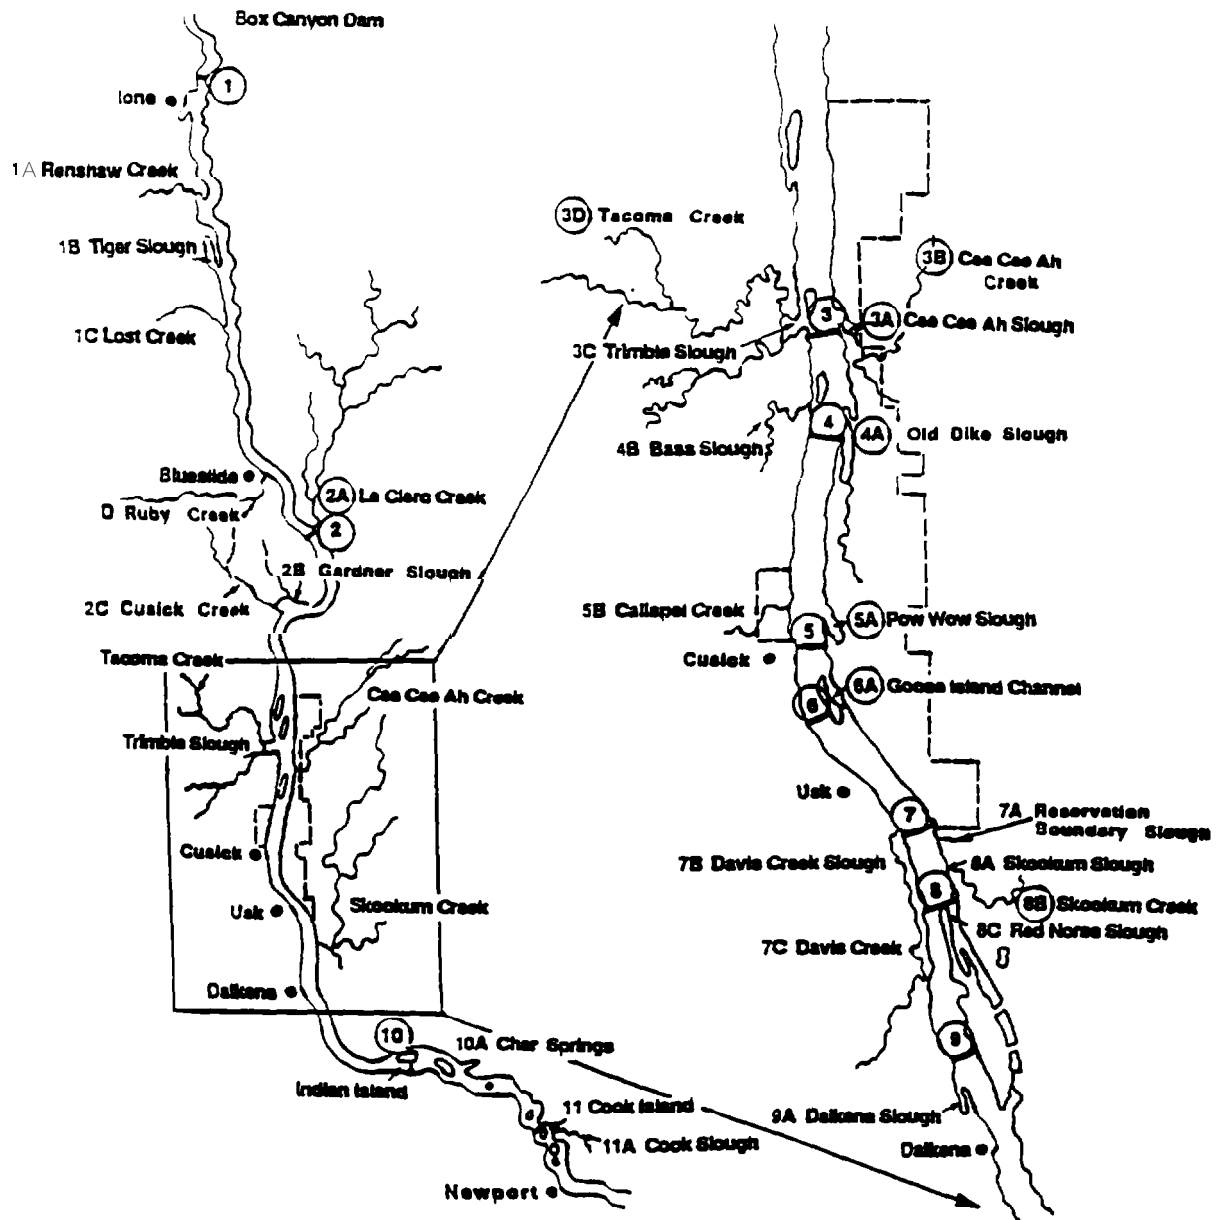 Box Canyon Dam
1
Ione
1A Renshaw Creek
1B Tiger Slough
1C Lost Creek
Blueslide
D Ruby Creek
2A Le Clerc Creek
2
2B Gardner Slough
2C Cusick Creek
Tacoma Creek
Cee Cee Ah Creek
Trimble Slough
Cusick
Usk
Skookum Creek
Dalkena
10
10A Char Springs
Indian Island
11 Cook Island
11A Cook Slough
Newport
3D Tacoma Creek
3B Cee Cee Ah
Creek
3
3A Cee Cee Ah Slough
3C Trimble Slough
4
4A Old Dike Slough
4B Bass Slough
5B Calispel Creek
5
5A Pow Wow Slough
Cusick
6A Goose Island Channel
6
Usk
7
7A Reservation
Boundary Slough
7B Davis Creek Slough
8A Skookum Slough
8
8B Skookum Creek
8C Red Norse Slough
7C Davis Creek
9
9A Dalkena Slough
Dalkena